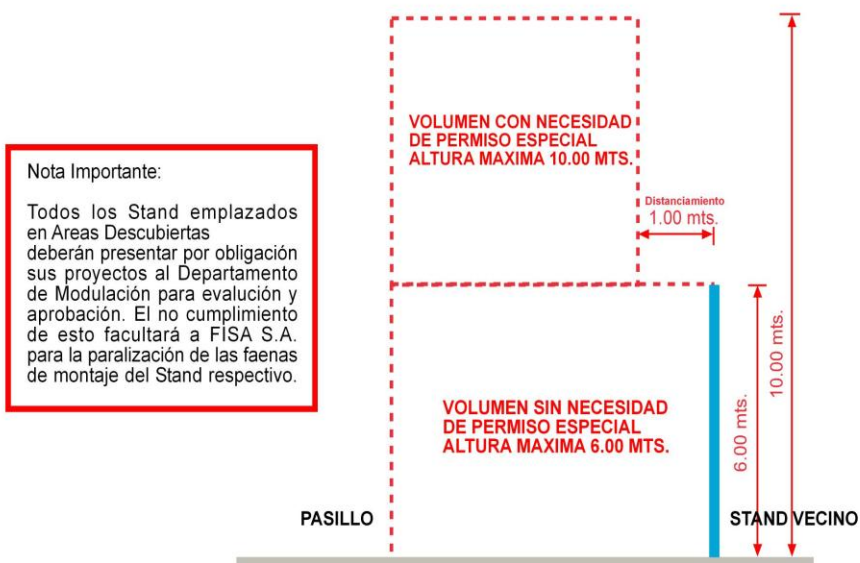 Nota Importante:
Todos los Stand emplazados
en Areas Descubiertas
deberán presentar por obligación
sus proyectos al Departamento
de Modulación para evalución y
aprobación. El no cumplimiento
de esto facultará a FISA S.A.
para la paralización de las faenas
de montaje del Stand respectivo.
VOLUMEN CON NECESIDAD
DE PERMISO ESPECIAL
ALTURA MAXIMA 10.00 MTS.
Distanciamiento
1.00 mts.
10.00 mts.
6.00 mts.
VOLUMEN SIN NECESIDAD
DE PERMISO ESPECIAL
ALTURA MAXIMA 6.00 MTS.
PASILLO
STAND VECINO